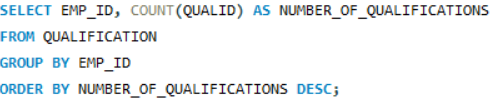 SELECT EMP_ID, COUNT(QUALID) AS NUMBER_OF_QUALIFICATIONS
FROM QUALIFICATION
GROUP BY EMP_ID
ORDER BY NUMBER_OF_QUALIFICATIONS DESC;